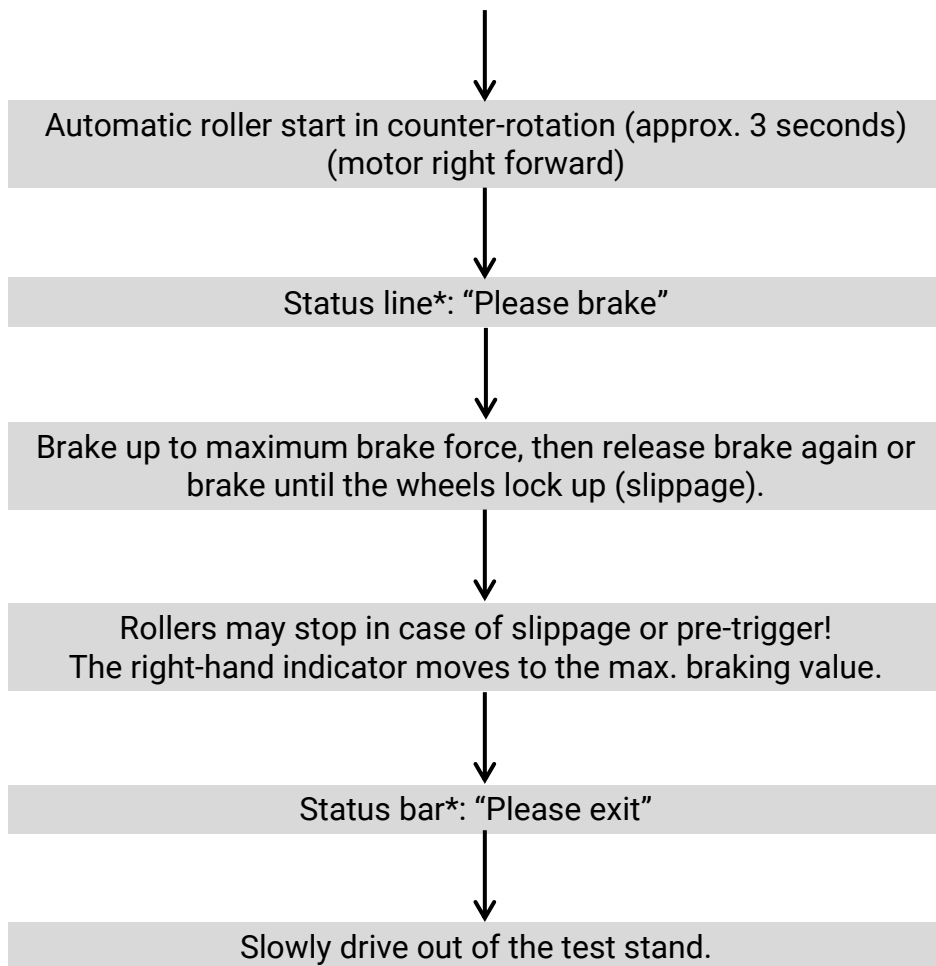 Automatic roller start in counter-rotation (approx. 3 seconds)
(motor right forward)
Status line*: “Please brake”
Brake up to maximum brake force, then release brake again or
brake until the wheels lock up (slippage).
Rollers may stop in case of slippage or pre-trigger!
The right-hand indicator moves to the max. braking value.
Status bar*: “Please exit”
Slowly drive out of the test stand.